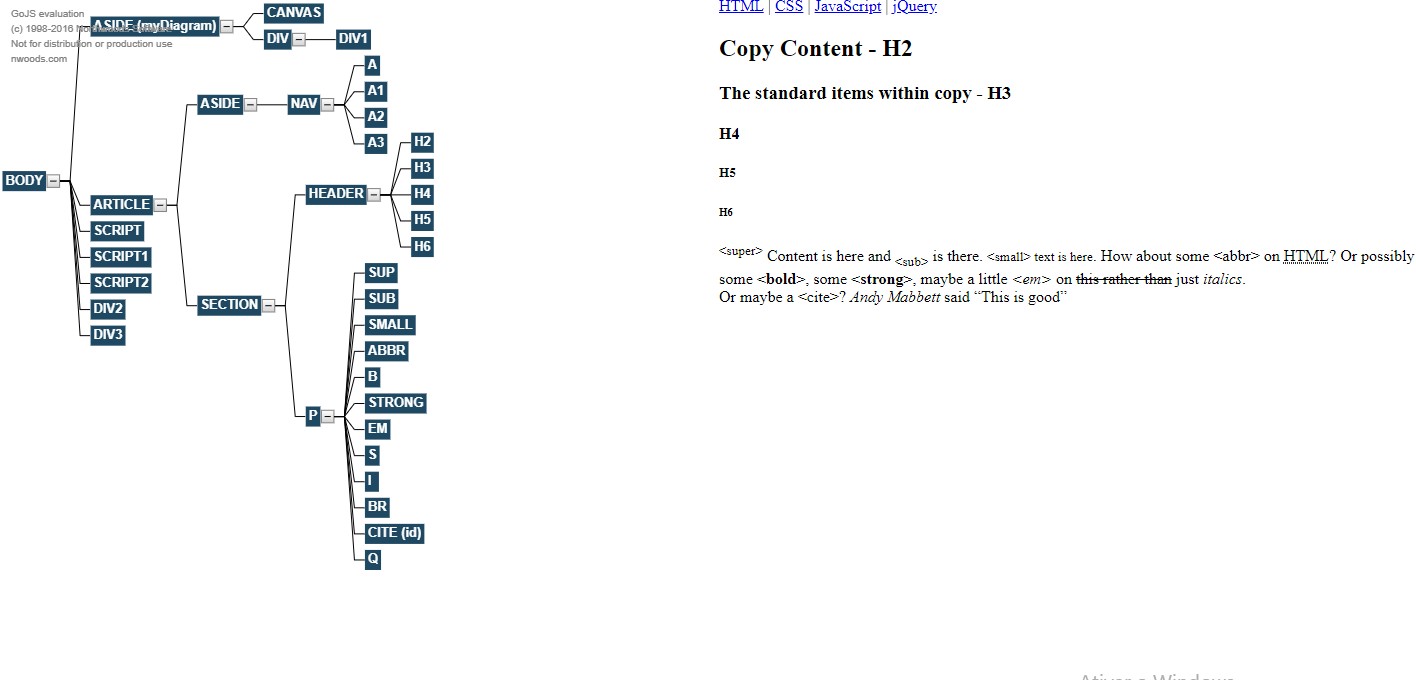 GoJS evaluation
(c) 1998-2016 Northwoods Software
Not for distribution or production use
nwoods.com
ASIDE (myDiagram)
CANVAS
DIV
DIV1
A
A1
A2
A3
ASIDE
NAV
H2
H3
H4
H5
H6
HEADER
BODY
ARTICLE
SCRIPT
SCRIPT1
SCRIPT2
DIV2
DIV3
SECTION
SUP
SUB
SMALL
ABBR
B
STRONG
EM
S
I
BR
CITE (id)
Q
P
HTML | CSS | JavaScript | jQuery
Copy Content - H2
The standard items within copy - H3
H4
H5
H6
<super> Content is here and <sub> is there. <small> text is here. How about some <abbr> on HTML? Or possibly
some <bold>, some <strong>, maybe a little <em> on this rather than just italics.
Or maybe a <cite>? Andy Mabbett said “This is good”